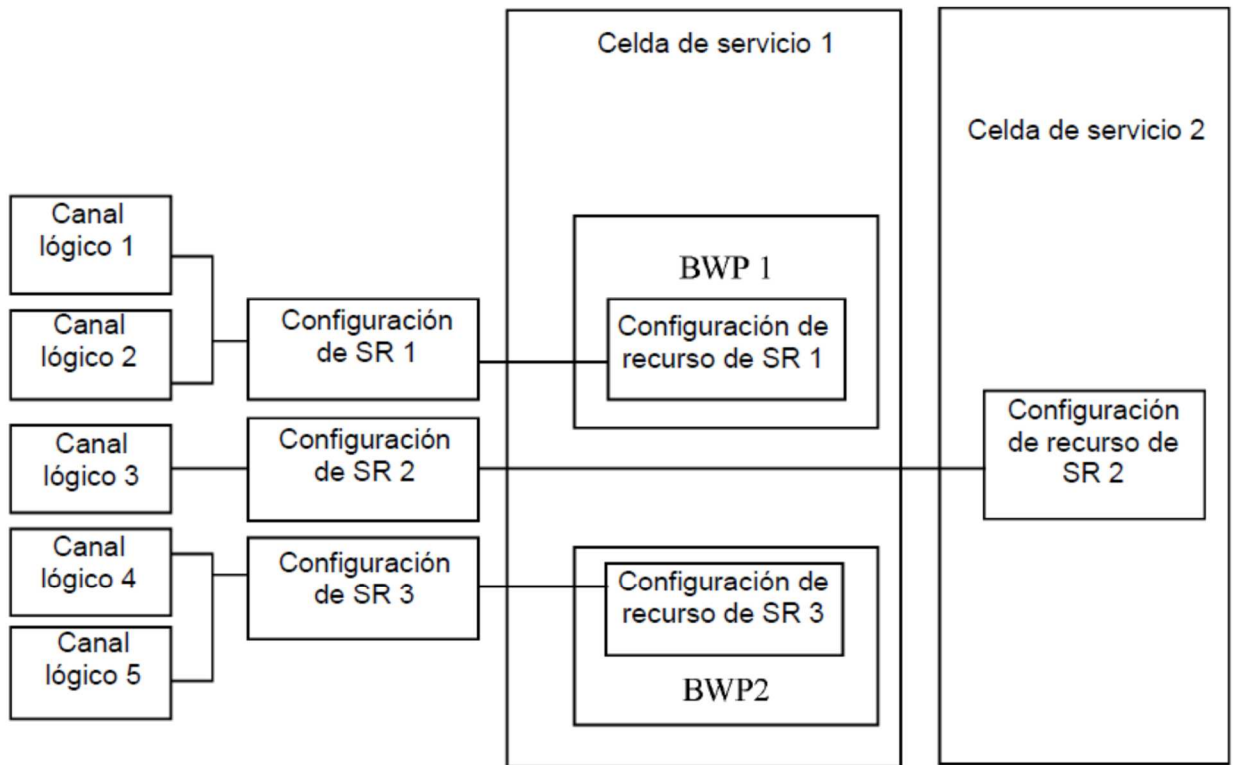 Celda de servicio 1
Celda de servicio 2
Canal
lógico 1
BWP 1
Canal
lógico 2
Configuración
de SR 1
Configuración de
recurso de SR 1
Canal
lógico 3
Configuración
de SR 2
Configuración
de recurso de
SR 2
Canal
lógico 4
Configuración
de SR 3
Configuración de
recurso de SR 3
Canal
lógico 5
BWP2